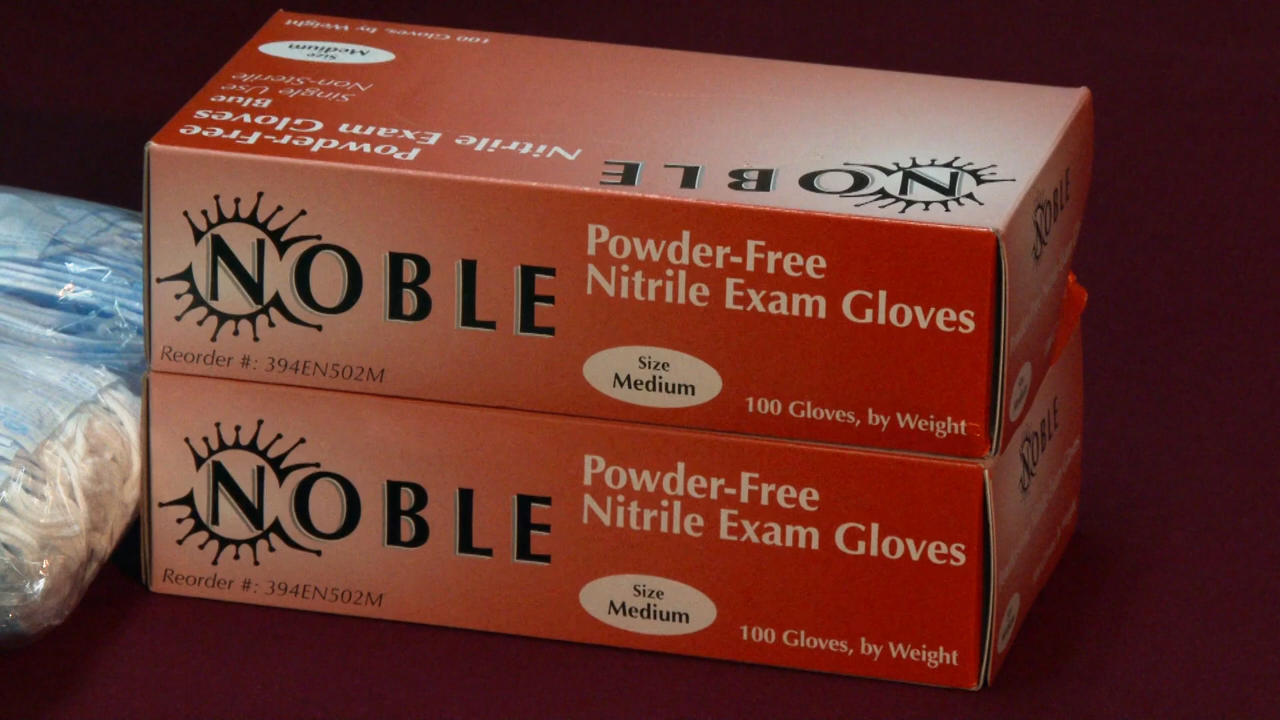 100 Gloves, by Weight
Size
Medium
Non-Sterile
Single Use
Blue
Nitrile Exam Gloves
Powder-Free
NOBLE
NOBLE
NOBLE
Powder-Free
Nitrile Exam Gloves
Reorder #: 394EN502M
Size
Medium
100 Gloves, by Weight
NOBLE
NOBLE
Powder-Free
Nitrile Exam Gloves
Reorder #: 394EN502M
Size
Medium
100 Gloves, by Weight